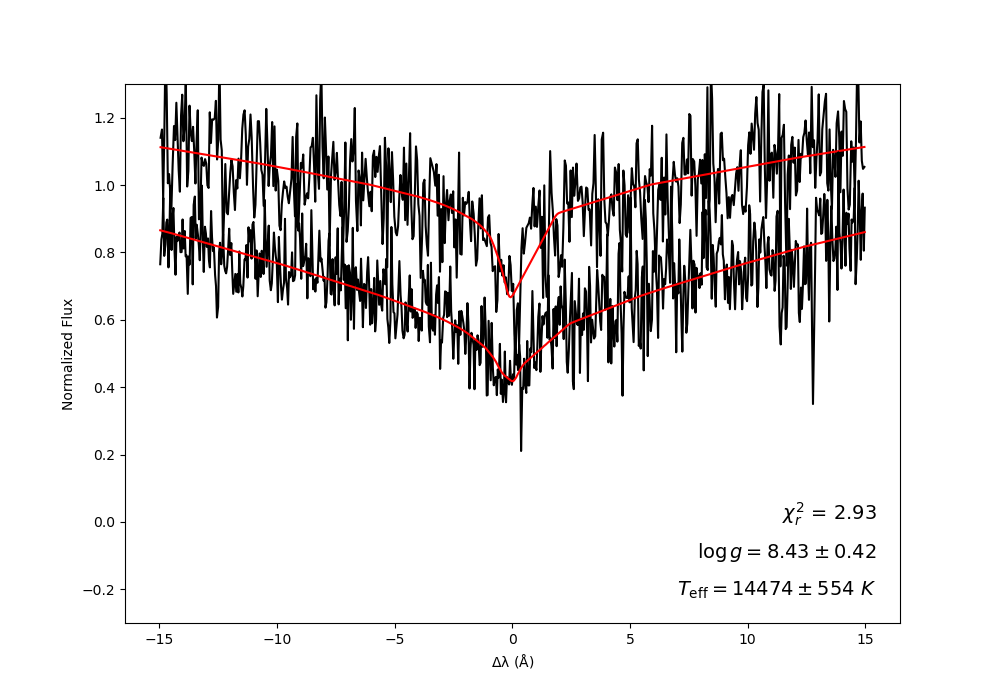 1.2
1.0
0.8
0.6
0.4
0.2
0.0
−0.2
Normalized Flux
χ²ᵣ = 2.93
log g = 8.43 ± 0.42
T_eff = 14474 ± 554 K
−15 −10 −5 0 5 10 15
Δλ (Å)